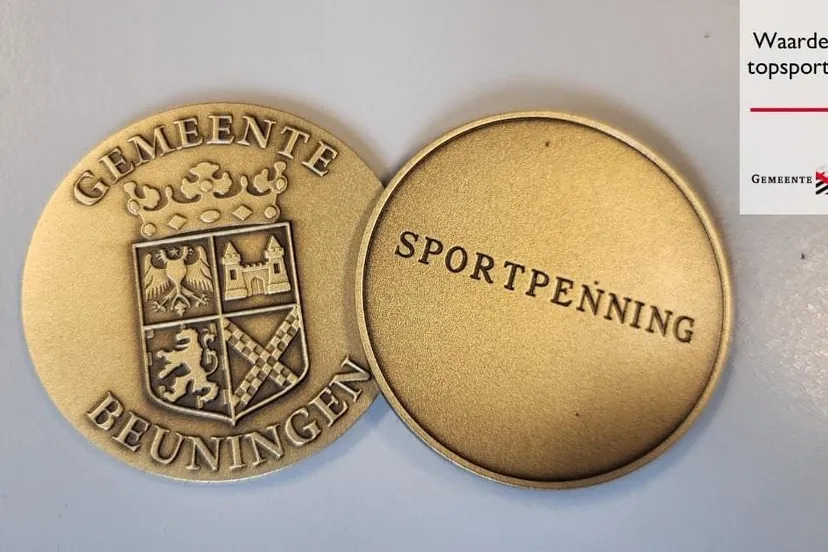 GEMEENTE
BEUNINGEN
SPORTPENNING
Waarde
topsport
GEMEENTE